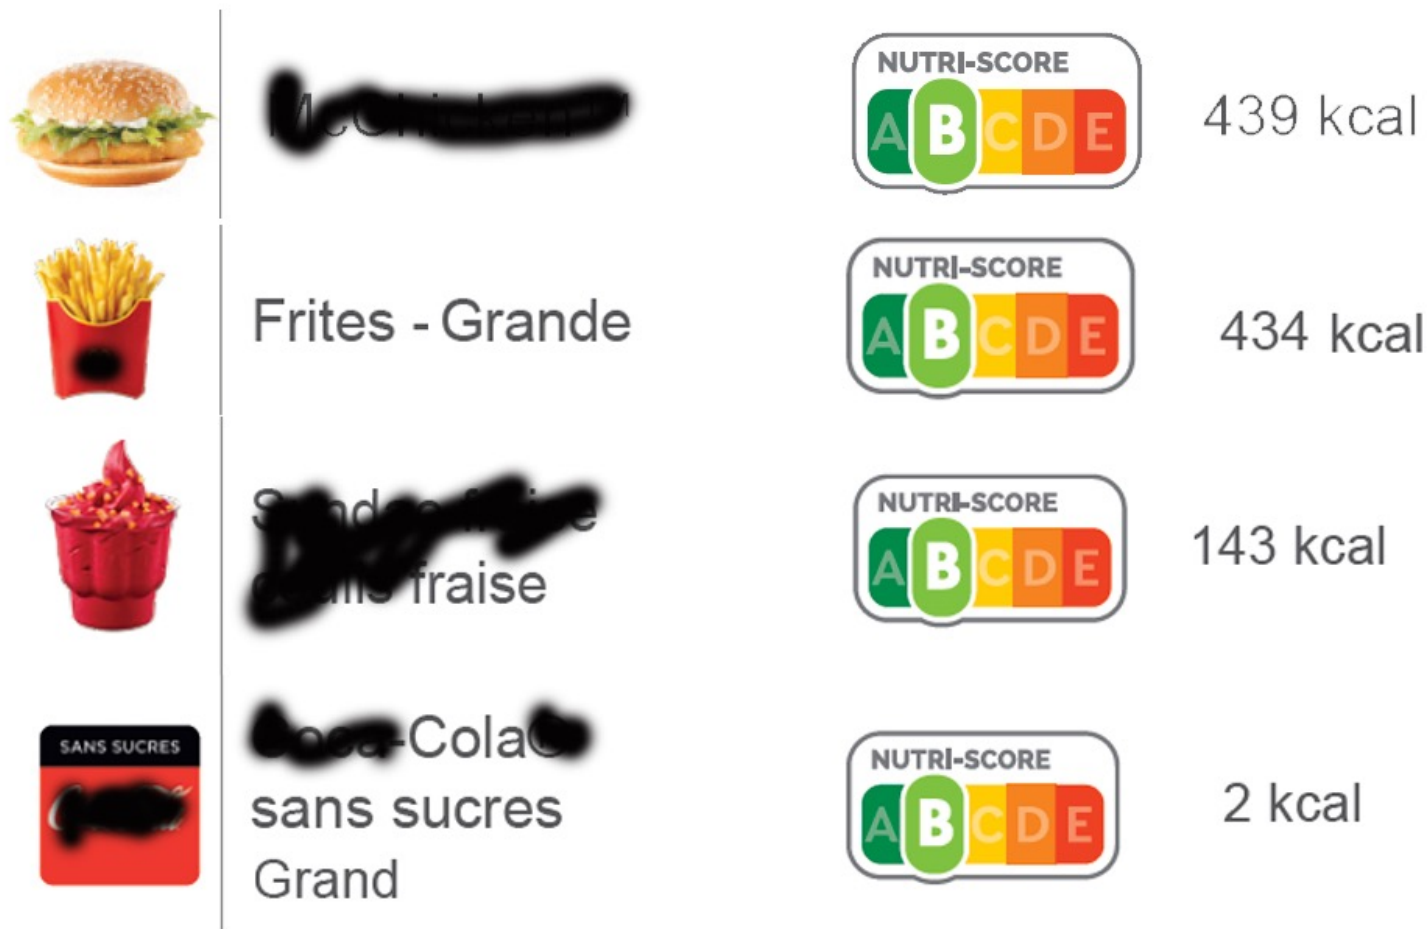 NUTRI-SCORE
A B C D E
439 kcal
Frites - Grande
NUTRI-SCORE
A B C D E
434 kcal
fraise
NUTRI-SCORE
A B C D E
143 kcal
SANS SUCRES
-Cola
sans sucres
Grand
NUTRI-SCORE
A B C D E
2 kcal